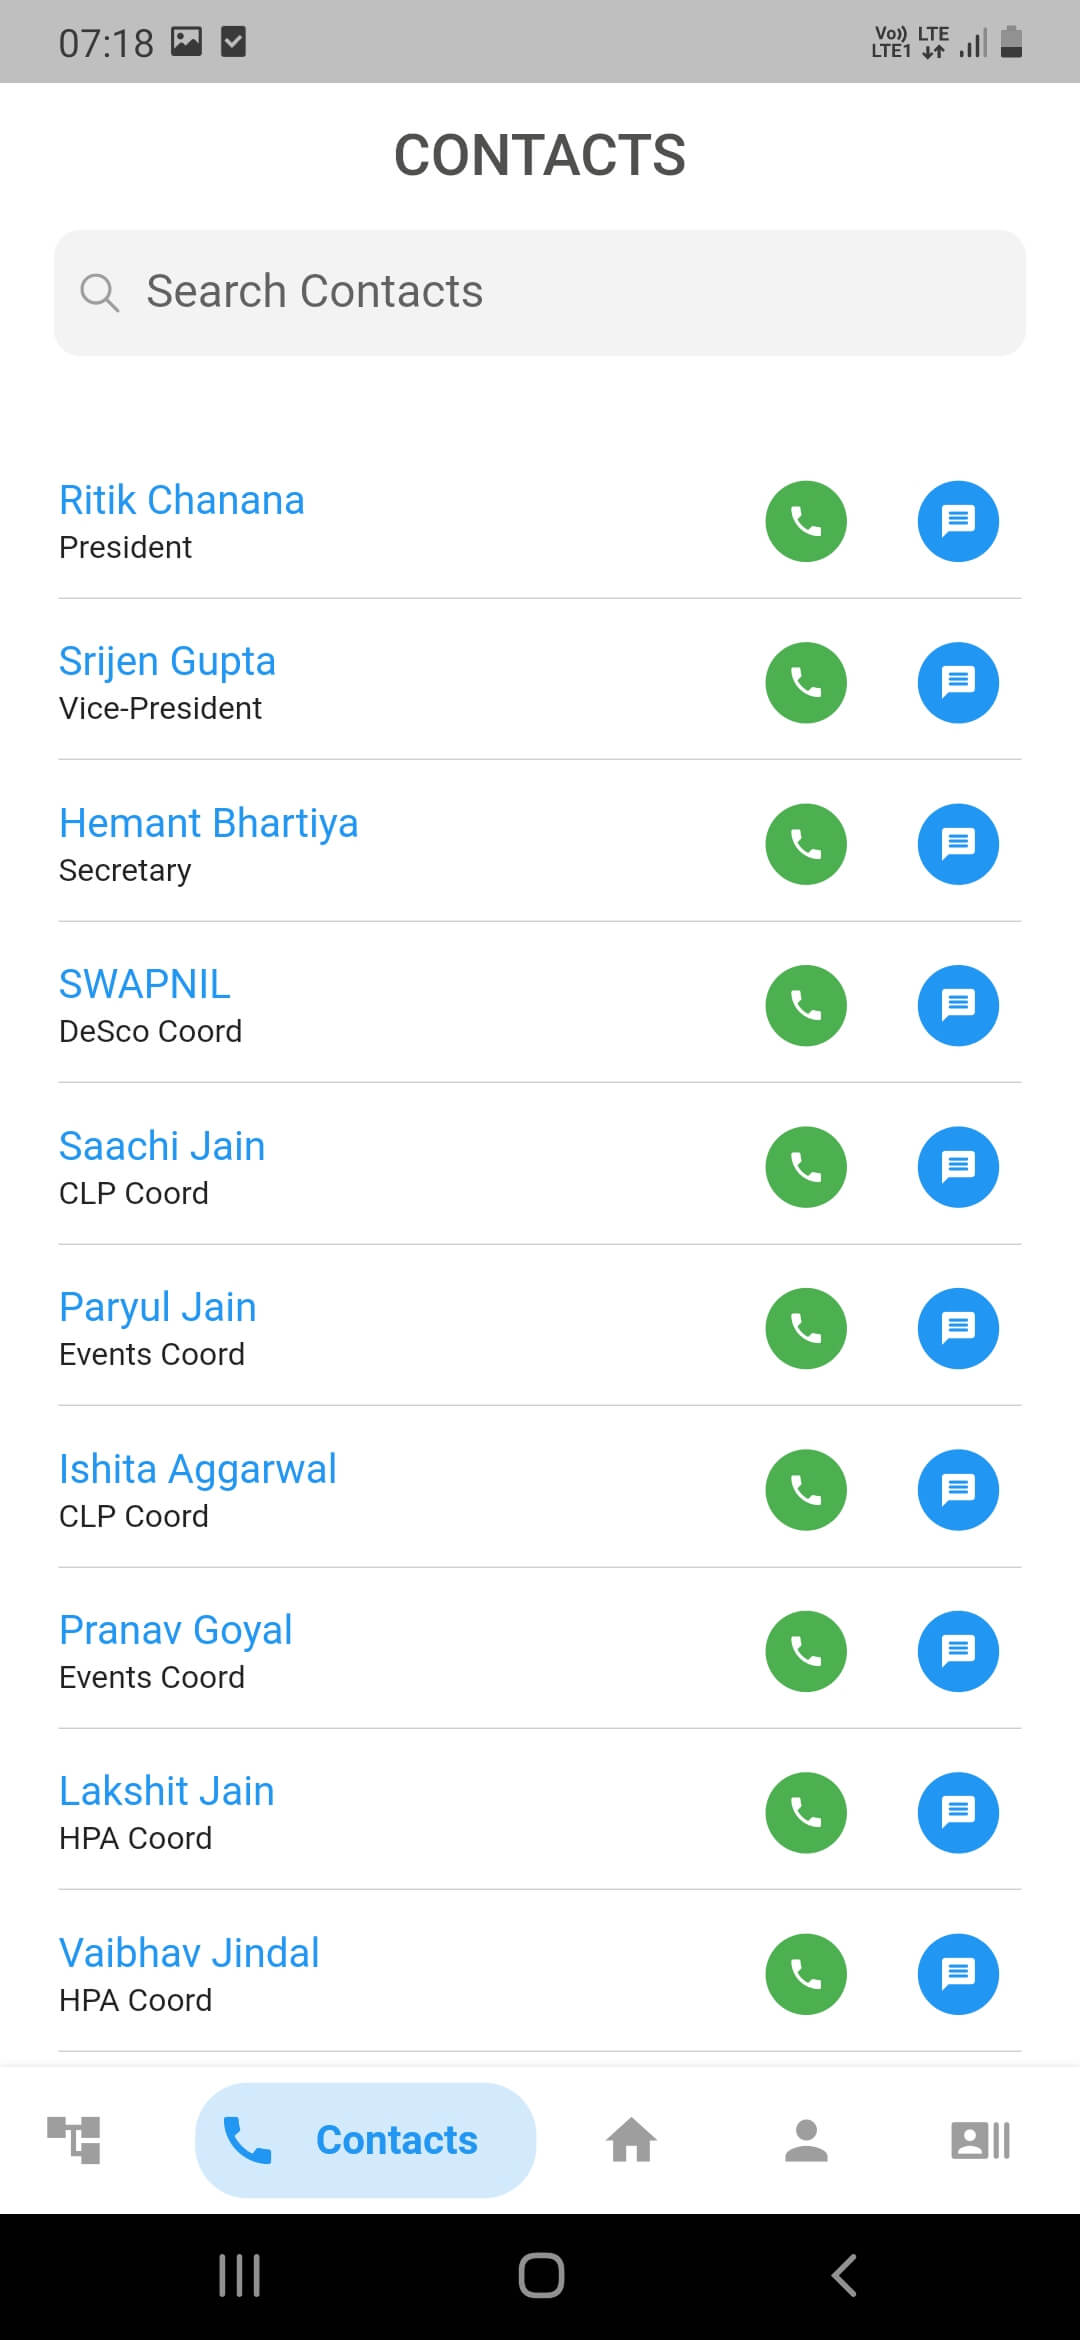 07:18
Vo)) LTE
LTE1
CONTACTS
Search Contacts
Ritik Chanana
President
Srijen Gupta
Vice-President
Hemant Bhartiya
Secretary
SWAPNIL
DeSco Coord
Saachi Jain
CLP Coord
Paryul Jain
Events Coord
Ishita Aggarwal
CLP Coord
Pranav Goyal
Events Coord
Lakshit Jain
HPA Coord
Vaibhav Jindal
HPA Coord
Contacts